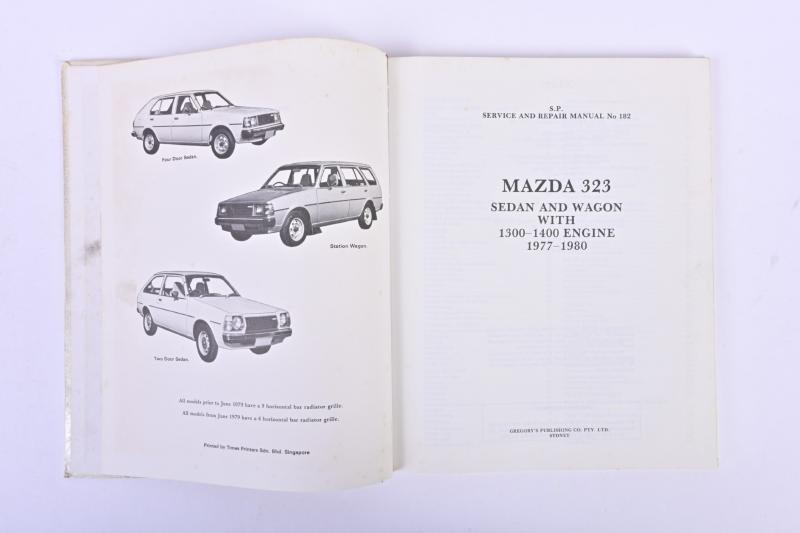 Four Door Sedan.
Station Wagon.
Two Door Sedan.
All models prior to June 1979 have a 9 horizontal bar radiator grille.
All models from June 1979 have a 6 horizontal bar radiator grille.
Printed by Times Printers Sdn. Bhd. Singapore
S.P.
SERVICE AND REPAIR MANUAL No 182
MAZDA 323
SEDAN AND WAGON
WITH
1300–1400 ENGINE
1977–1980
GREGORY'S PUBLISHING CO. PTY. LTD.
SYDNEY